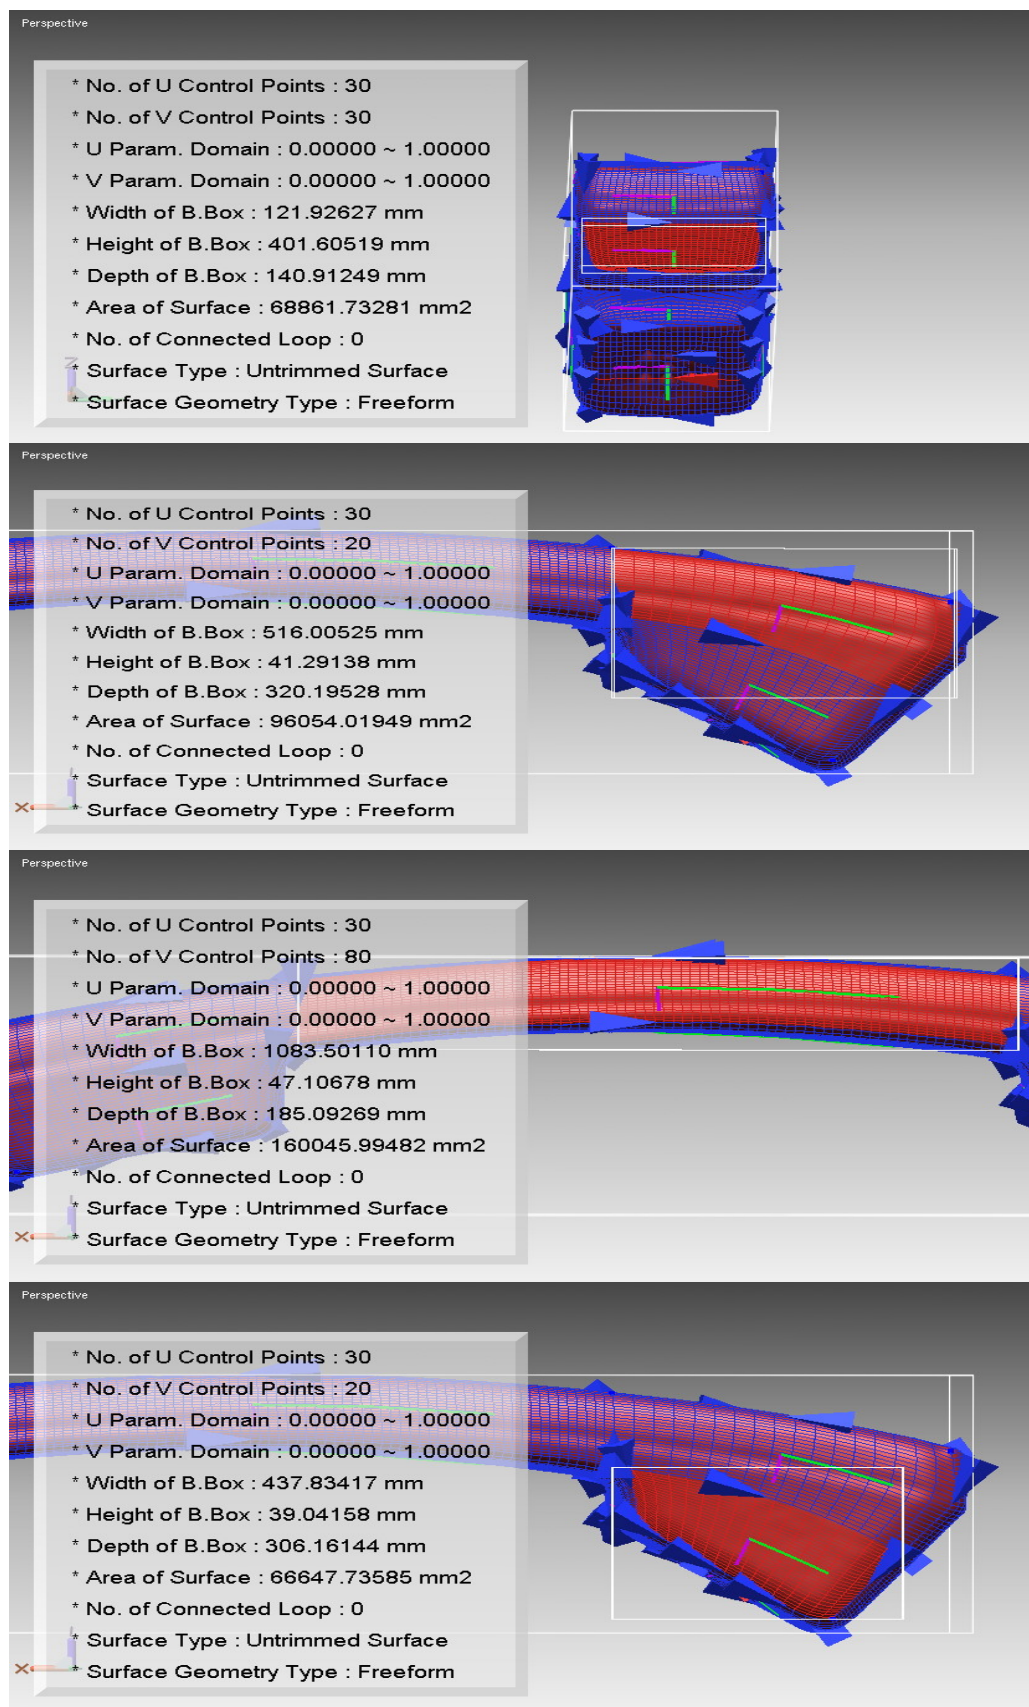 Perspective
* No. of U Control Points : 30
* No. of V Control Points : 30
* U Param. Domain : 0.00000 ~ 1.00000
* V Param. Domain : 0.00000 ~ 1.00000
* Width of B.Box : 121.92627 mm
* Height of B.Box : 401.60519 mm
* Depth of B.Box : 140.91249 mm
* Area of Surface : 68861.73281 mm2
* No. of Connected Loop : 0
* Surface Type : Untrimmed Surface
* Surface Geometry Type : Freeform
Z
Perspective
* No. of U Control Points : 30
* No. of V Control Points : 20
* U Param. Domain : 0.00000 ~ 1.00000
* V Param. Domain : 0.00000 ~ 1.00000
* Width of B.Box : 516.00525 mm
* Height of B.Box : 41.29138 mm
* Depth of B.Box : 320.19528 mm
* Area of Surface : 96054.01949 mm2
* No. of Connected Loop : 0
* Surface Type : Untrimmed Surface
X
* Surface Geometry Type : Freeform
Perspective
* No. of U Control Points : 30
* No. of V Control Points : 80
* U Param. Domain : 0.00000 ~ 1.00000
* V Param. Domain : 0.00000 ~ 1.00000
* Width of B.Box : 1083.50110 mm
* Height of B.Box : 47.10678 mm
* Depth of B.Box : 185.09269 mm
* Area of Surface : 160045.99482 mm2
* No. of Connected Loop : 0
* Surface Type : Untrimmed Surface
X
* Surface Geometry Type : Freeform
Perspective
* No. of U Control Points : 30
* No. of V Control Points : 20
* U Param. Domain : 0.00000 ~ 1.00000
* V Param. Domain : 0.00000 ~ 1.00000
* Width of B.Box : 437.83417 mm
* Height of B.Box : 39.04158 mm
* Depth of B.Box : 306.16144 mm
* Area of Surface : 66647.73585 mm2
* No. of Connected Loop : 0
* Surface Type : Untrimmed Surface
X
* Surface Geometry Type : Freeform